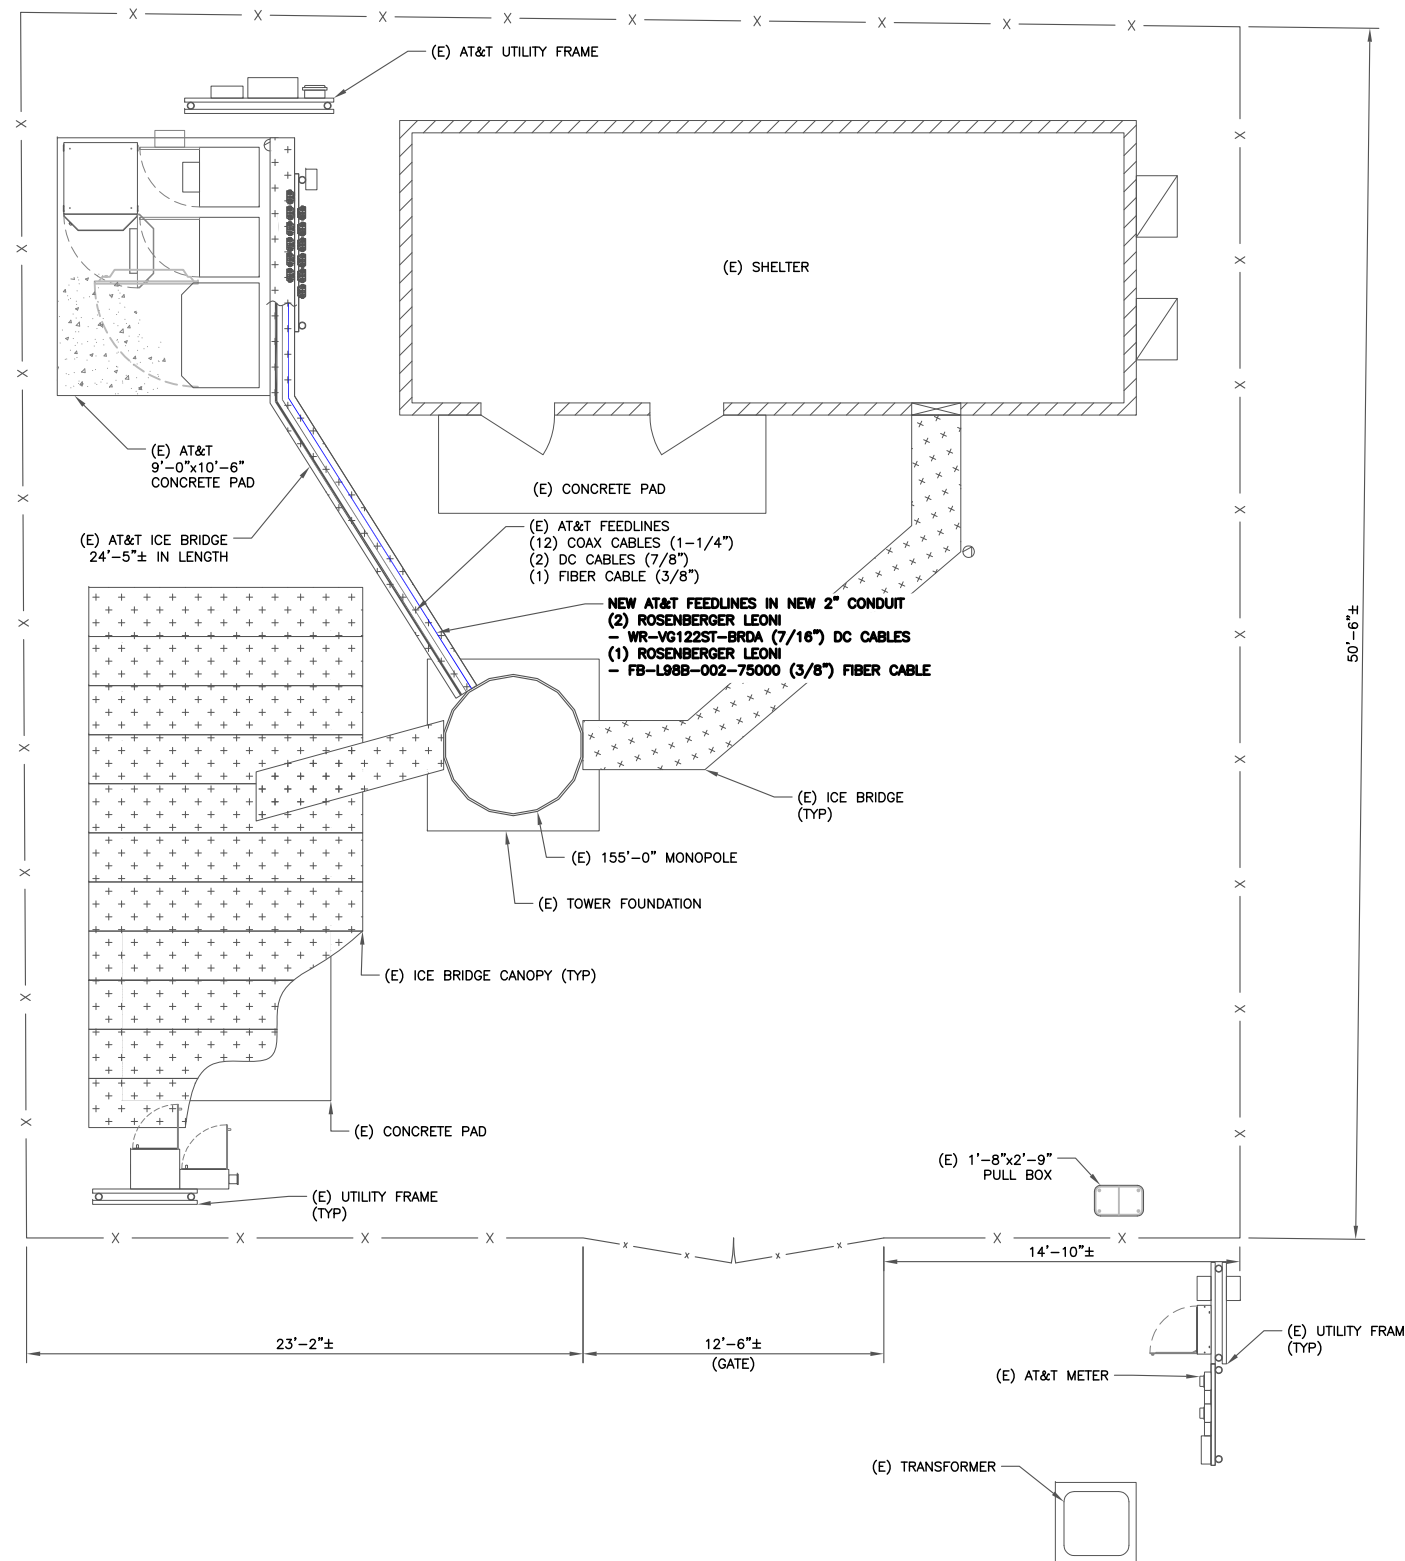 (E) AT&T UTILITY FRAME
(E) SHELTER
(E) AT&T
9'-0"x10'-6"
CONCRETE PAD
(E) CONCRETE PAD
(E) AT&T ICE BRIDGE
24'-5"± IN LENGTH
(E) AT&T FEEDLINES
(12) COAX CABLES (1-1/4")
(2) DC CABLES (7/8")
(1) FIBER CABLE (3/8")
NEW AT&T FEEDLINES IN NEW 2" CONDUIT
(2) ROSENBERGER LEONI
- WR-VG122ST-BRDA (7/16") DC CABLES
(1) ROSENBERGER LEONI
- FB-L98B-002-75000 (3/8") FIBER CABLE
50'-6"±
(E) ICE BRIDGE
(TYP)
(E) 155'-0" MONOPOLE
(E) TOWER FOUNDATION
(E) ICE BRIDGE CANOPY (TYP)
(E) CONCRETE PAD
(E) 1'-8"x2'-9"
PULL BOX
(E) UTILITY FRAME
(TYP)
14'-10"±
23'-2"±
12'-6"±
(GATE)
(E) UTILITY FRAM
(TYP)
(E) AT&T METER
(E) TRANSFORMER